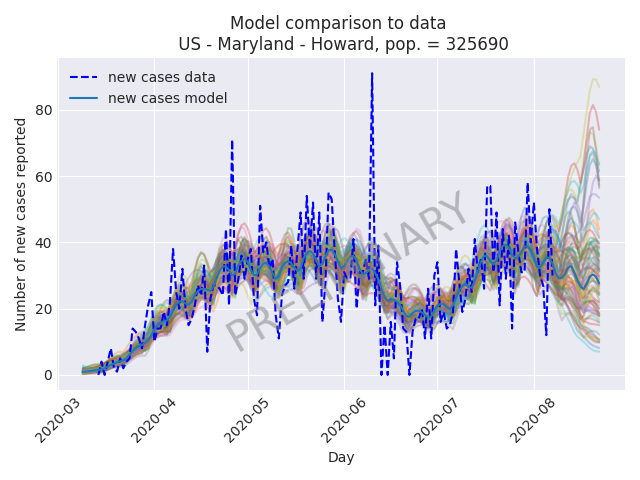 Model comparison to data
US - Maryland - Howard, pop. = 325690
new cases data
new cases model
Number of new cases reported
80
60
40
20
0
PRELIMINARY
2020-03
2020-04
2020-05
2020-06
2020-07
2020-08
Day